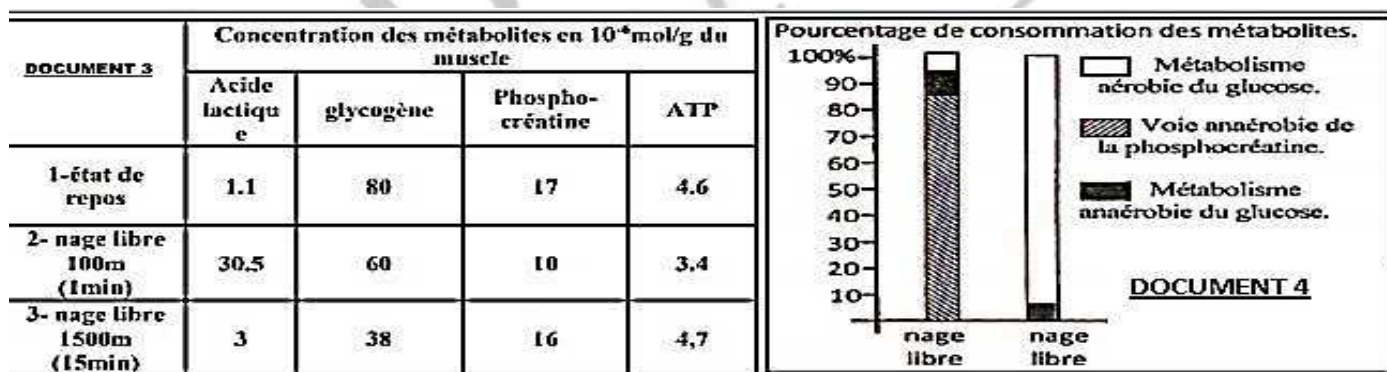 DOCUMENT 3
Concentration des métabolites en 10⁻⁶mol/g du
muscle
Acide
lactiqu
e
glycogène
Phospho-
créatine
ATP
1-état de
repos
1.1
80
17
4.6
2- nage libre
100m
(1min)
30.5
60
10
3.4
3- nage libre
1500m
(15min)
3
38
16
4,7
Pourcentage de consommation des métabolites.
100%
90
80
70
60
50
40
30
20
10
Métabolisme
aérobie du glucose.
Voie anaérobie de
la phosphocréatine.
Métabolisme
anaérobie du glucose.
DOCUMENT 4
nage
libre
nage
libre